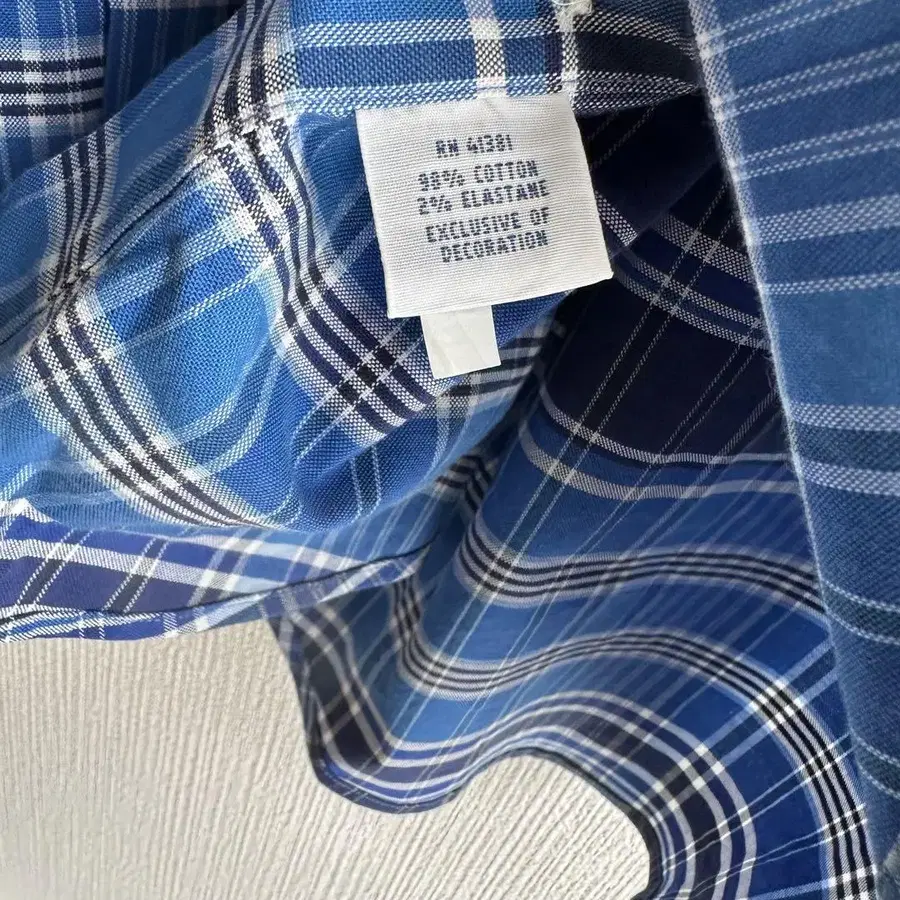 RN 41381
98% COTTON
2% ELASTANE
EXCLUSIVE OF
DECORATION